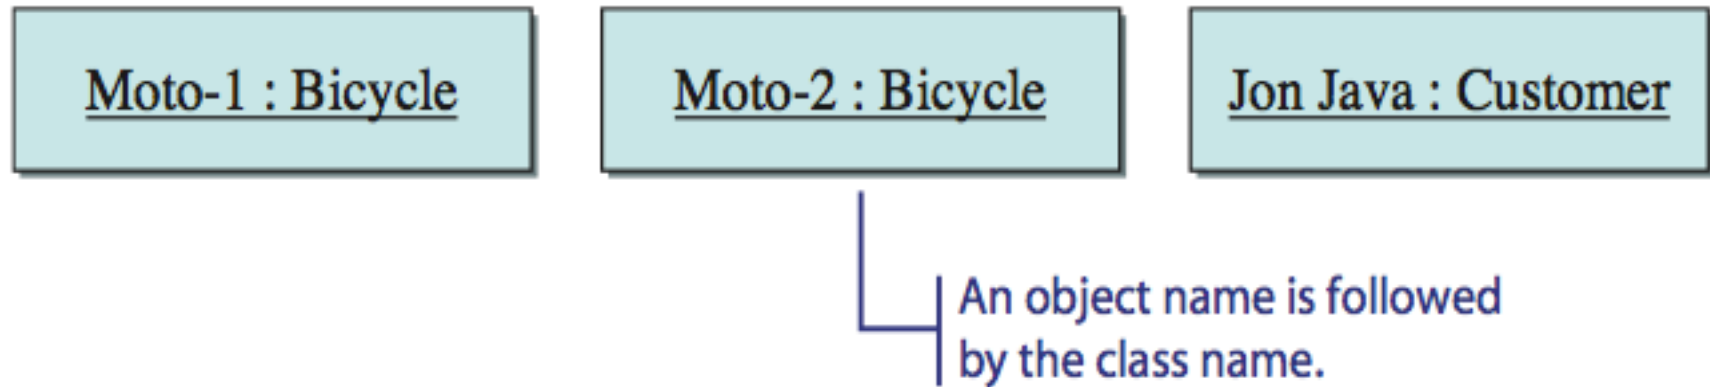 Moto-1 : Bicycle
Moto-2 : Bicycle
Jon Java : Customer
An object name is followed
by the class name.